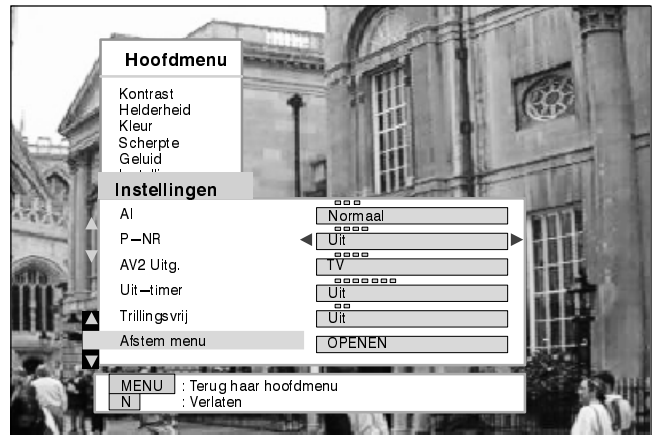 Hoofdmenu
Kontrast
Helderheid
Kleur
Scherpte
Geluid
Instellingen
AI Normaal
P—NR Uit
AV2 Uitg. TV
Uit—timer Uit
Trillingsvrij Uit
Afstem menu OPENEN
MENU : Terug haar hoofdmenu
N : Verlaten